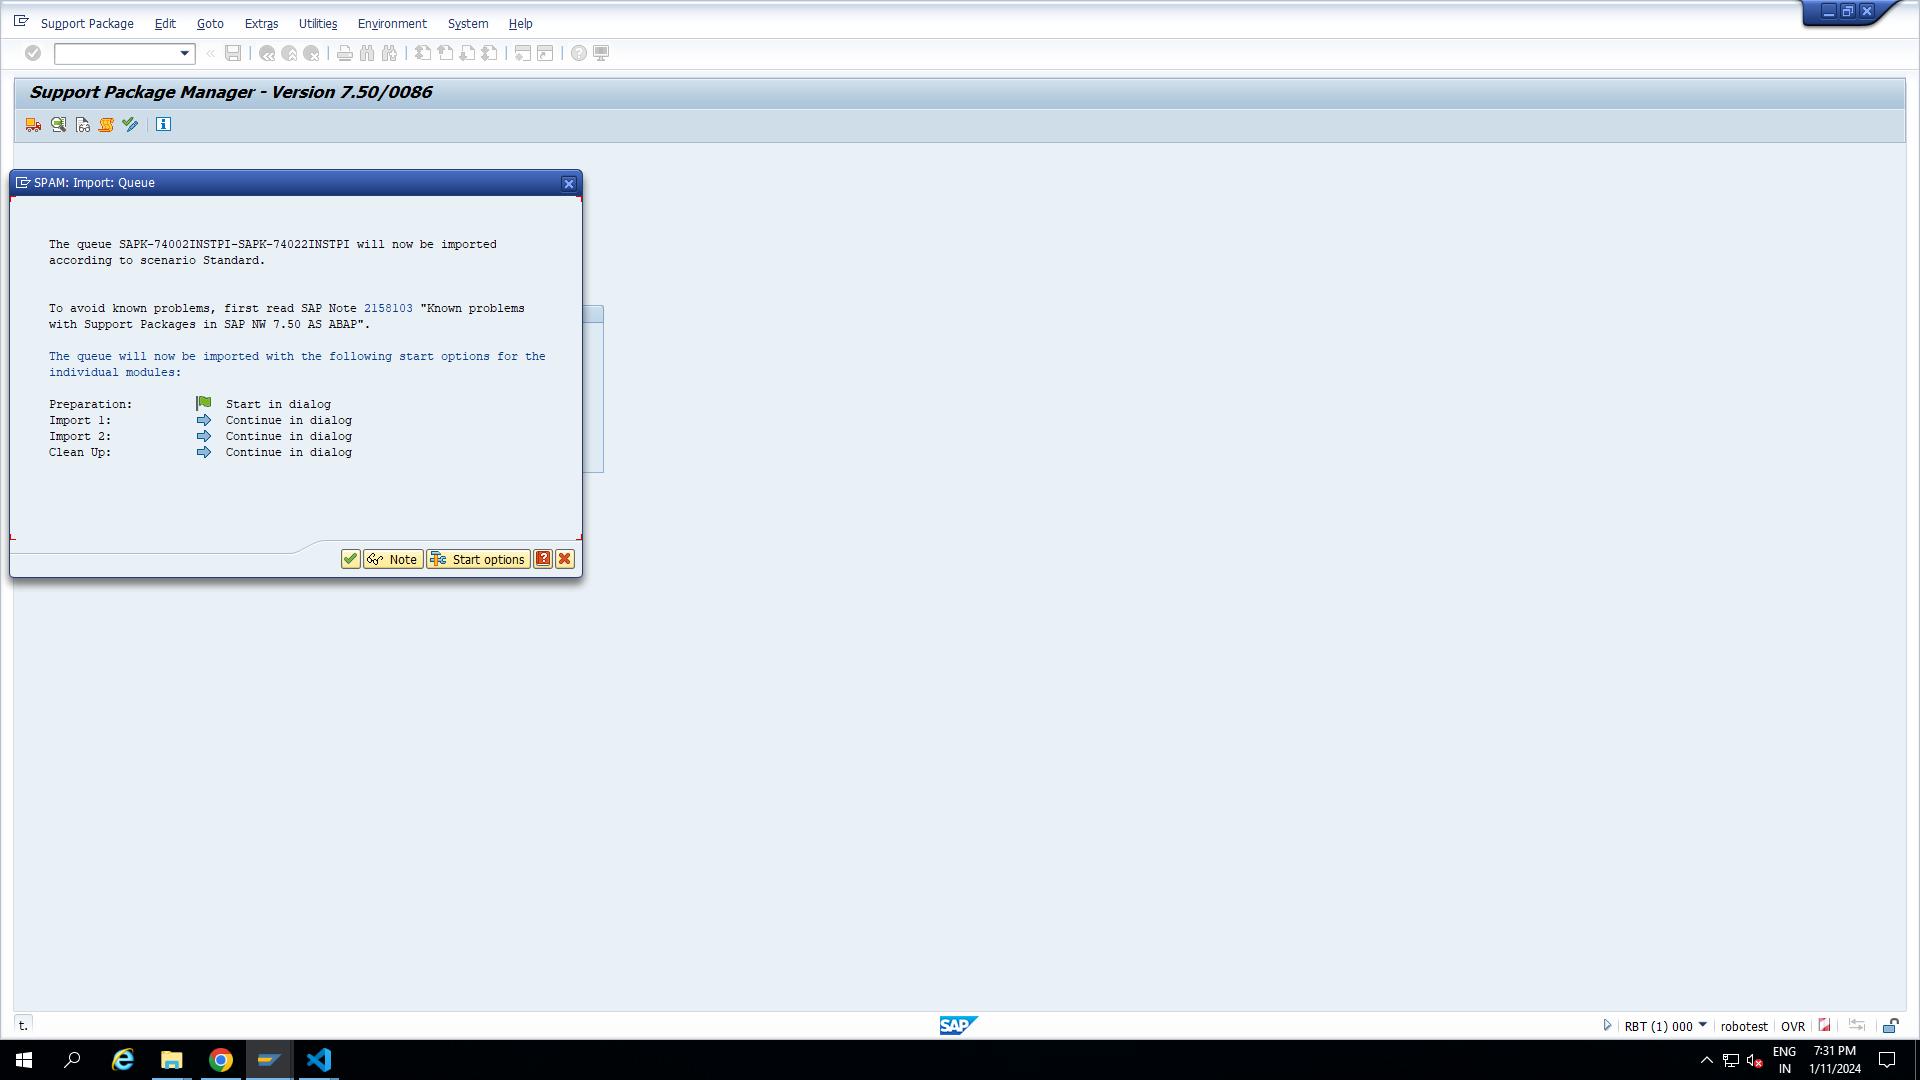 Support Package Edit Goto Extras Utilities Environment System Help
Support Package Manager - Version 7.50/0086
SPAM: Import: Queue
The queue SAPK-74002INSTPI-SAPK-74022INSTPI will now be imported
according to scenario Standard.
To avoid known problems, first read SAP Note 2158103 "Known problems
with Support Packages in SAP NW 7.50 AS ABAP".
The queue will now be imported with the following start options for the
individual modules:
Preparation: Start in dialog
Import 1: Continue in dialog
Import 2: Continue in dialog
Clean Up: Continue in dialog
Note Start options
t.
SAP
RBT (1) 000 robotest OVR
ENG
IN
7:31 PM
1/11/2024